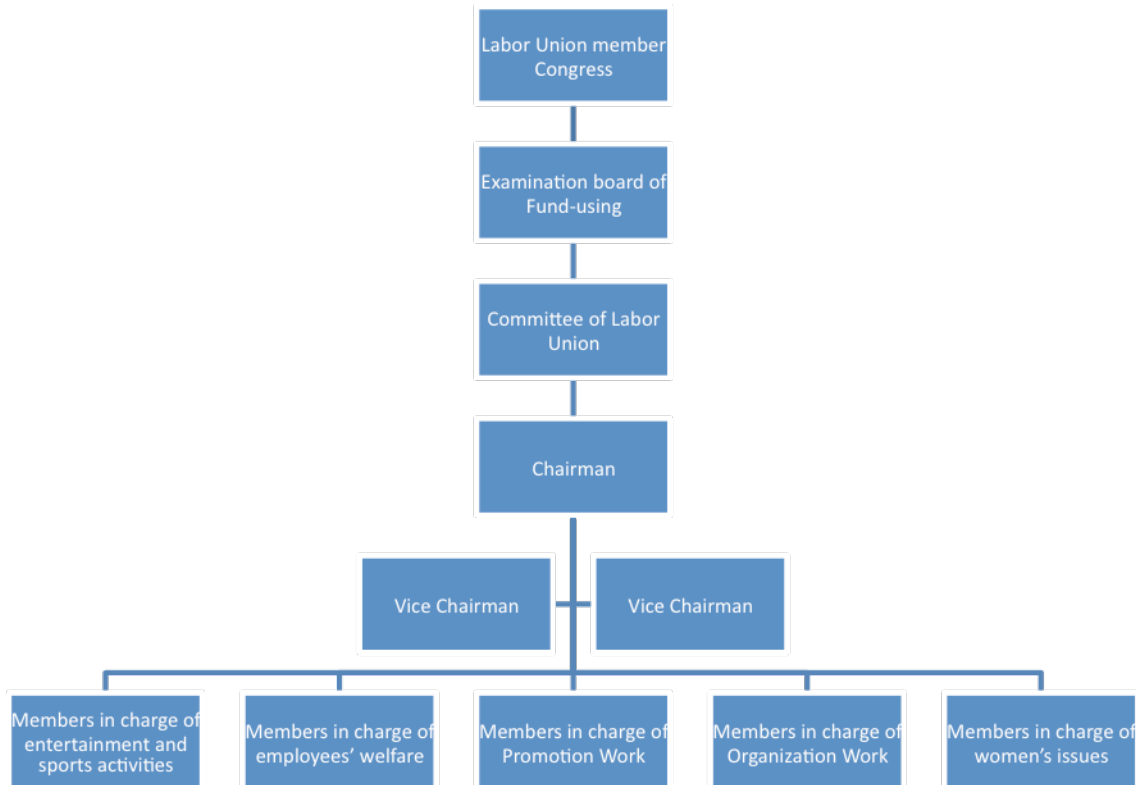 Labor Union member
Congress
Examination board of
Fund-using
Committee of Labor
Union
Chairman
Vice Chairman
Vice Chairman
Members in charge of
entertainment and
sports activities
Members in charge of
employees’ welfare
Members in charge of
Promotion Work
Members in charge of
Organization Work
Members in charge of
women’s issues